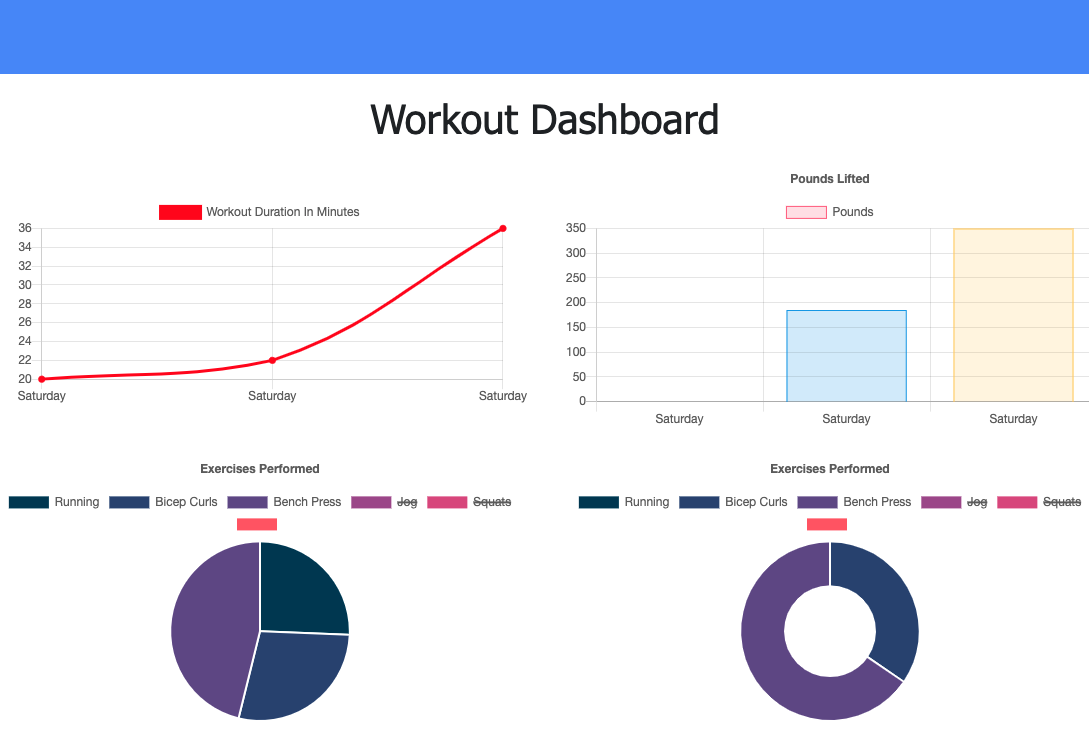 Workout Dashboard
Workout Duration In Minutes
36
34
32
30
28
26
24
22
20
Saturday Saturday Saturday
Pounds Lifted
Pounds
350
300
250
200
150
100
50
0
Saturday Saturday Saturday
Exercises Performed
Running Bicep Curls Bench Press Jog Squats
Exercises Performed
Running Bicep Curls Bench Press Jog Squats